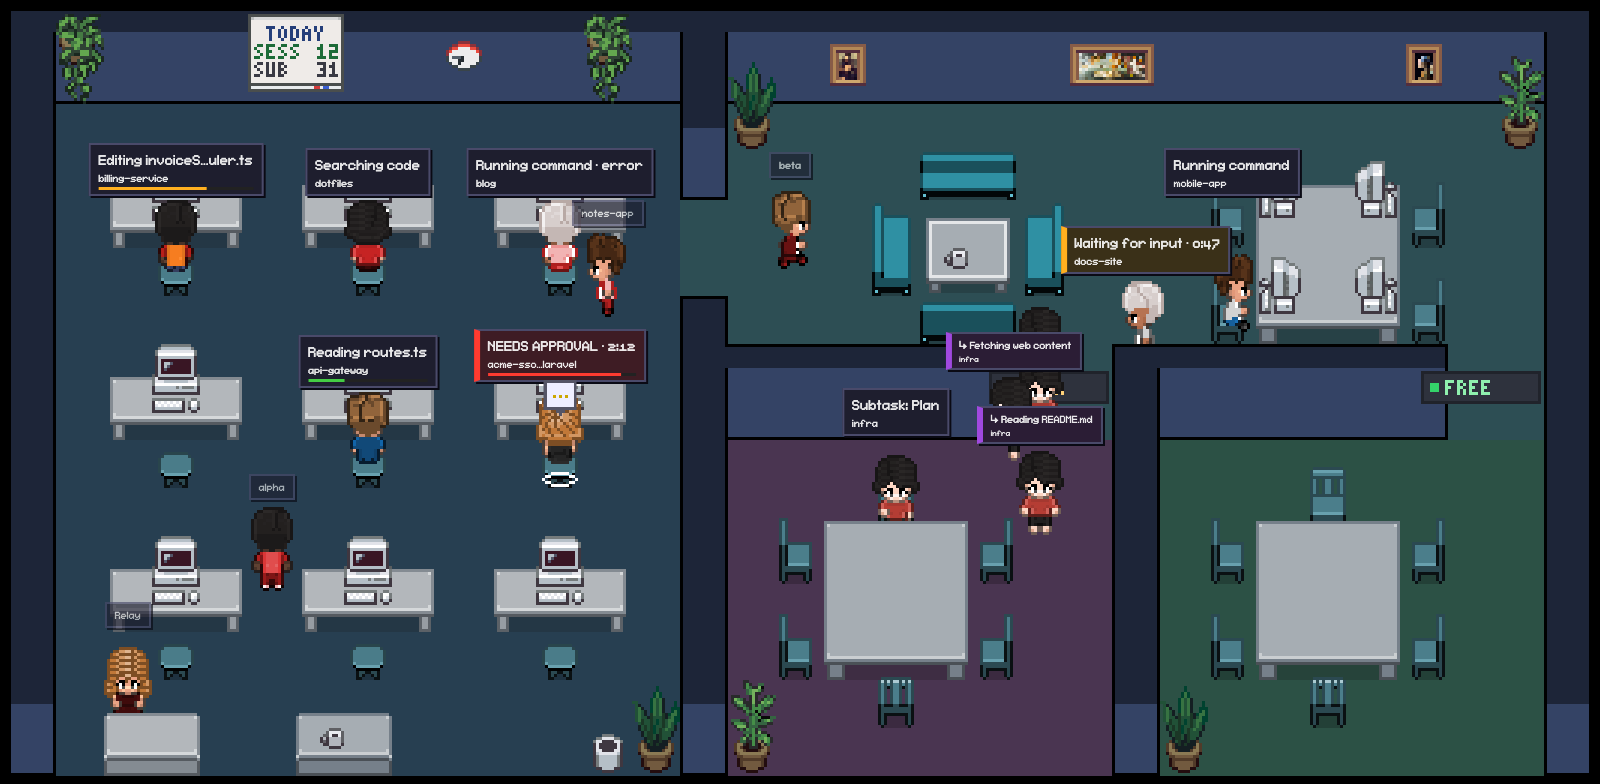 TODAY
SESS 12
SUB 31
Editing invoiceS...uler.ts
billing-service
Searching code
dotfiles
Running command · error
blog
notes-app
beta
Running command
mobile-app
Waiting for input · 0:47
docs-site
Reading routes.ts
api-gateway
NEEDS APPROVAL · 2:12
acme-sso...laravel
...
↳ Fetching web content
infra
Subtask: Plan
infra
↳ Reading README.md
infra
FREE
alpha
Relay